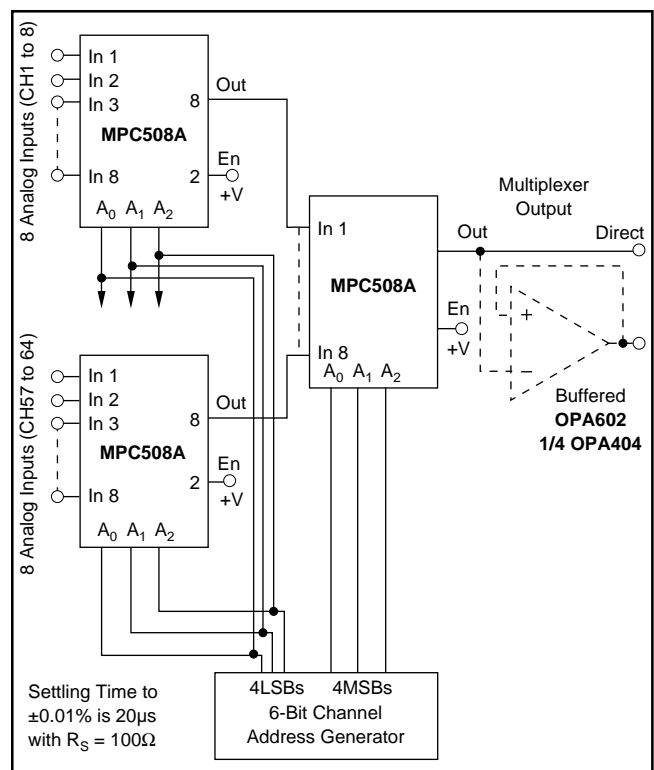 8 Analog Inputs (CH1 to 8)
In 1
In 2
In 3
In 8
MPC508A
8
Out
2
En
+V
A0 A1 A2
8 Analog Inputs (CH57 to 64)
In 1
In 2
In 3
In 8
MPC508A
8
Out
2
En
+V
A0 A1 A2
In 1
MPC508A
In 8
A0 A1 A2
En
+V
Multiplexer
Output
Out
Direct
+
–
Buffered
OPA602
1/4 OPA404
Settling Time to
±0.01% is 20µs
with RS = 100Ω
4LSBs 4MSBs
6-Bit Channel
Address Generator